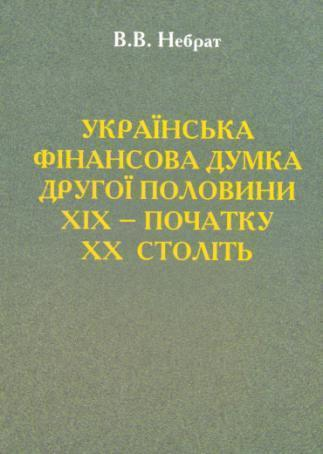 В.В. Небрат
УКРАЇНСЬКА
ФІНАНСОВА ДУМКА
ДРУГОЇ ПОЛОВИНИ
XIX – ПОЧАТКУ
XX СТОЛІТЬ